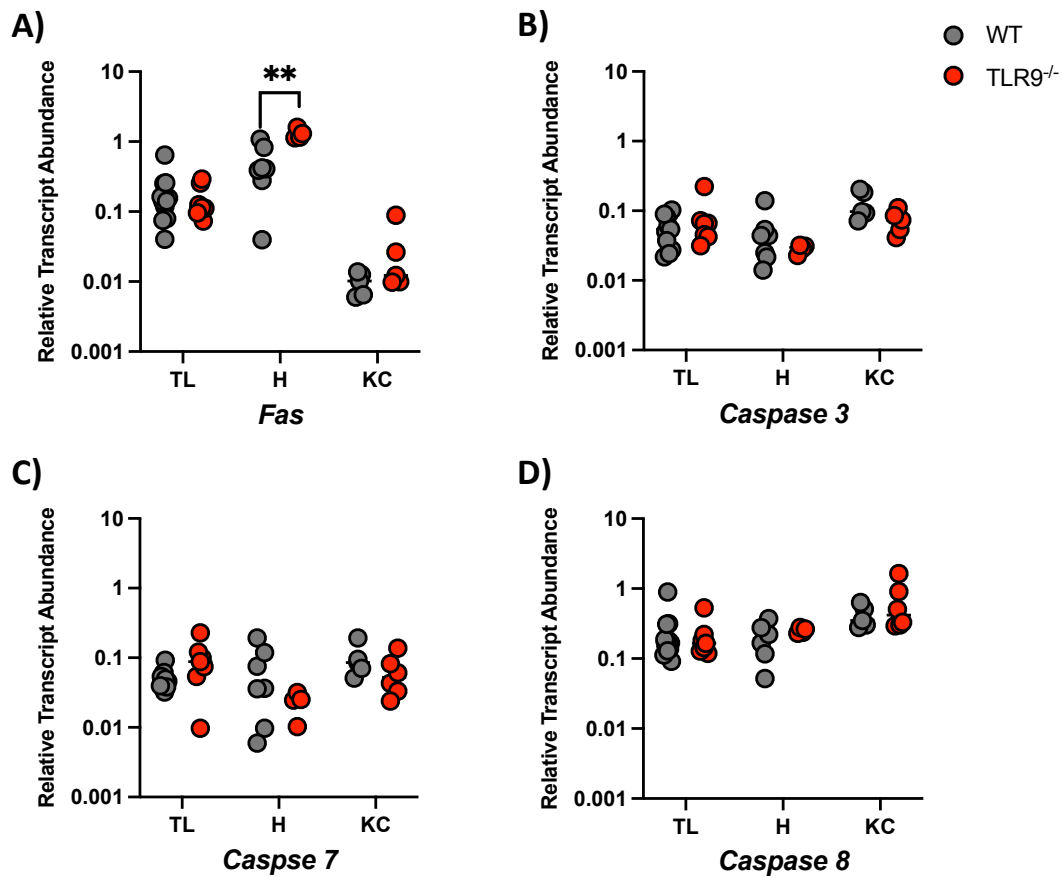 A)
B)
WT
TLR9-/-
Relative Transcript Abundance
10
1
0.1
0.01
0.001
**
TL
H
KC
Fas
Relative Transcript Abundance
10
1
0.1
0.01
0.001
TL
H
KC
Caspase 3
C)
D)
Relative Transcript Abundance
10
1
0.1
0.01
0.001
TL
H
KC
Caspse 7
Relative Transcript Abundance
10
1
0.1
0.01
0.001
TL
H
KC
Caspase 8